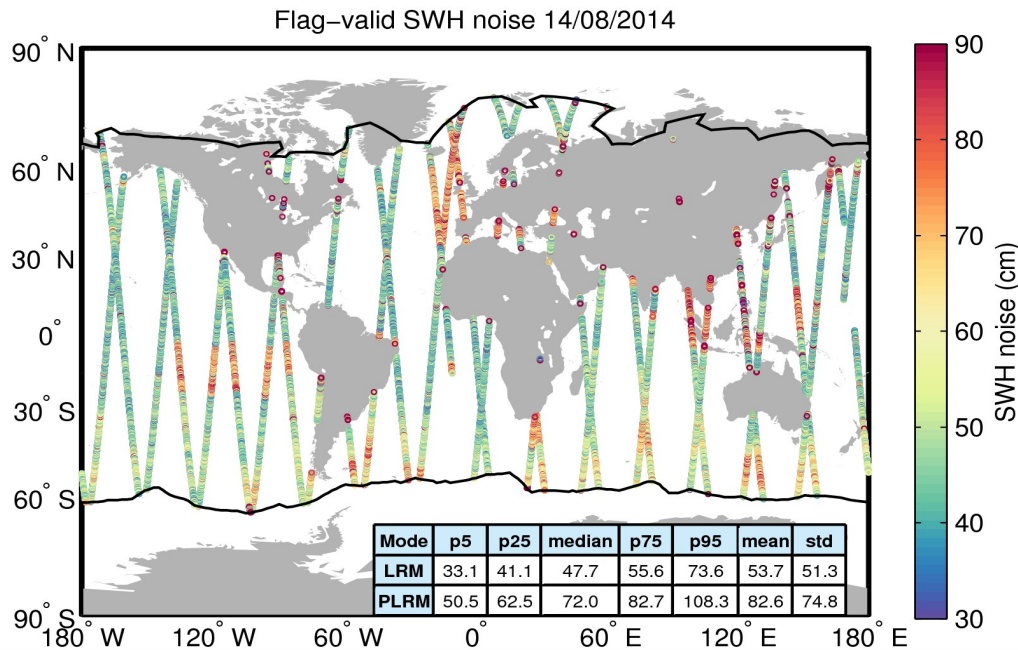 Flag−valid SWH noise 14/08/2014
90° N
60° N
30° N
0°
30° S
60° S
90° S
180° W
120° W
60° W
0°
60° E
120° E
180° E
90
80
70
60
50
40
30
SWH noise (cm)
Mode p5 p25 median p75 p95 mean std
LRM 33.1 41.1 47.7 55.6 73.6 53.7 51.3
PLRM 50.5 62.5 72.0 82.7 108.3 82.6 74.8